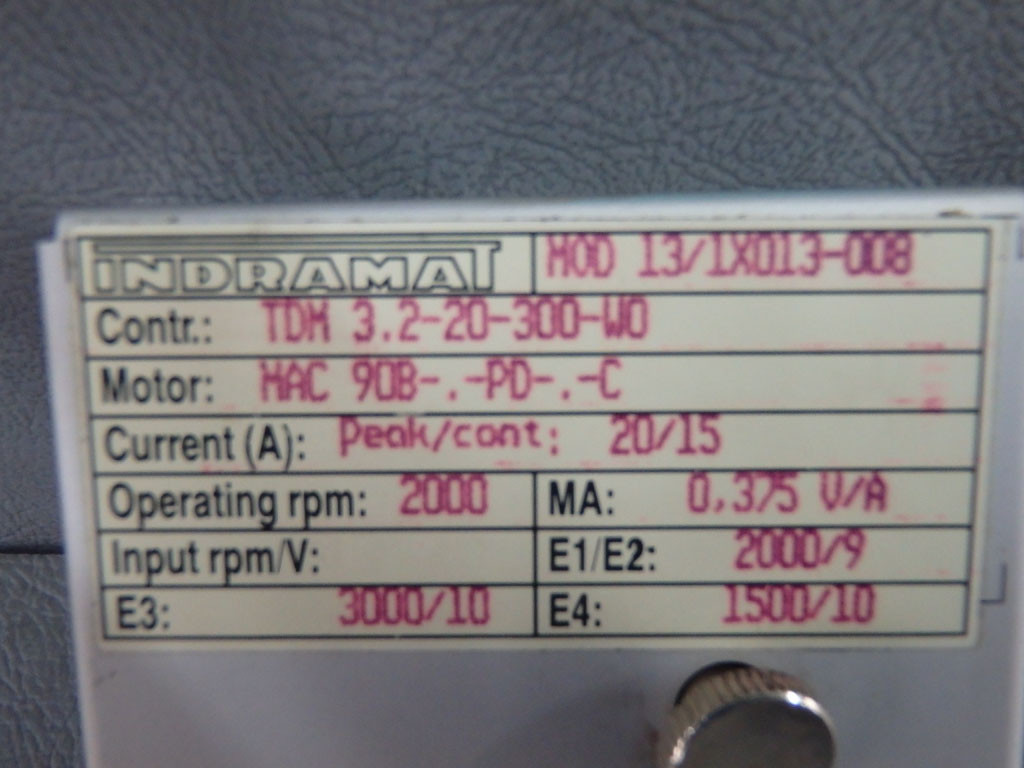 INDRAMAT MOD 13/1X013-008
Contr.: TDM 3.2-20-300-W0
Motor: MAC 90B-.-PD-.-C
Current (A): Peak/cont: 20/15
Operating rpm: 2000 MA: 0,375 V/A
Input rpm/V: E1/E2: 2000/9
E3: 3000/10 E4: 1500/10